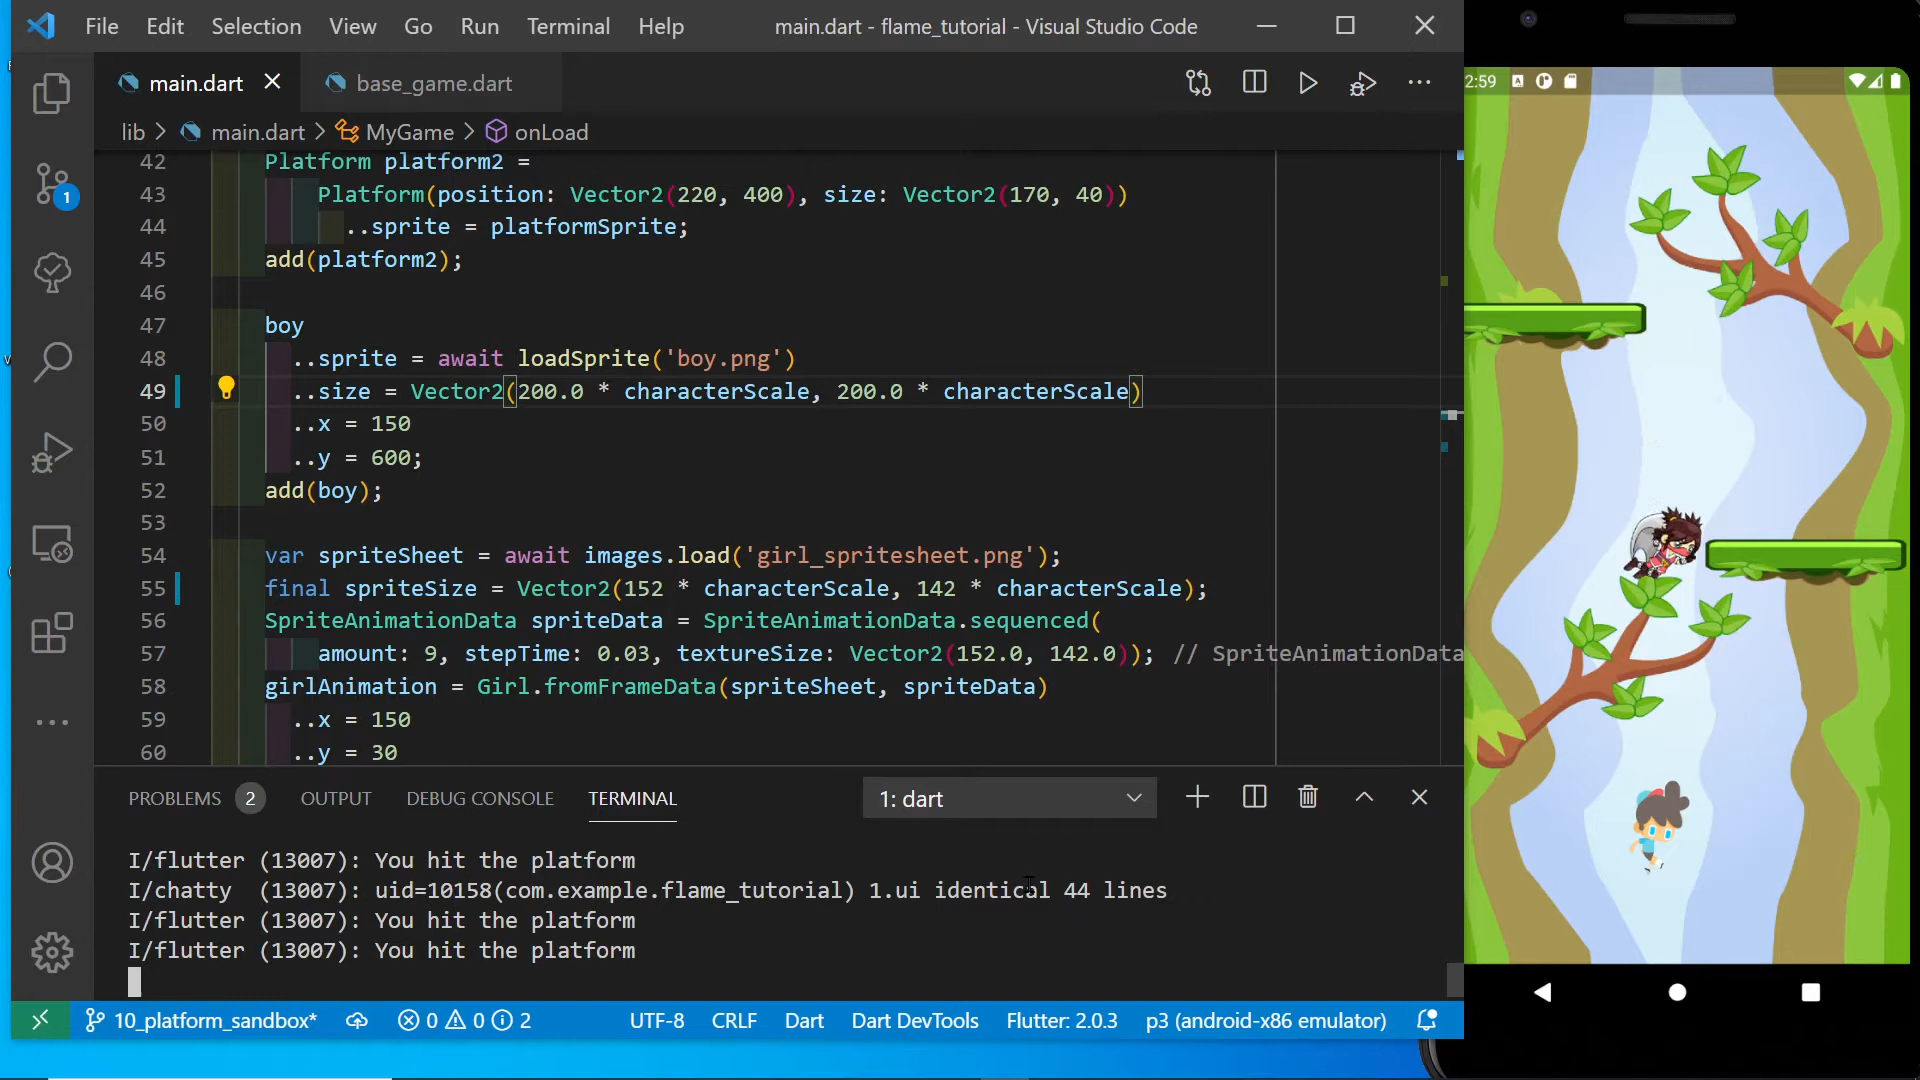 File Edit Selection View Go Run Terminal Help main.dart - flame_tutorial - Visual Studio Code
main.dart base_game.dart
lib > main.dart > MyGame > onLoad
42 Platform platform2 =
43 Platform(position: Vector2(220, 400), size: Vector2(170, 40))
44 ..sprite = platformSprite;
45 add(platform2);
46
47 boy
48 ..sprite = await loadSprite('boy.png')
49 ..size = Vector2(200.0 * characterScale, 200.0 * characterScale)
50 ..x = 150
51 ..y = 600;
52 add(boy);
53
54 var spriteSheet = await images.load('girl_spritesheet.png');
55 final spriteSize = Vector2(152 * characterScale, 142 * characterScale);
56 SpriteAnimationData spriteData = SpriteAnimationData.sequenced(
57 amount: 9, stepTime: 0.03, textureSize: Vector2(152.0, 142.0)); // SpriteAnimationData
58 girlAnimation = Girl.fromFrameData(spriteSheet, spriteData)
59 ..x = 150
60 ..y = 30
1
PROBLEMS 2 OUTPUT DEBUG CONSOLE TERMINAL 1: dart
I/flutter (13007): You hit the platform
I/chatty (13007): uid=10158(com.example.flame_tutorial) 1.ui identical 44 lines
I/flutter (13007): You hit the platform
I/flutter (13007): You hit the platform
10_platform_sandbox* 0 0 2 UTF-8 CRLF Dart Dart DevTools Flutter: 2.0.3 p3 (android-x86 emulator)
2:59